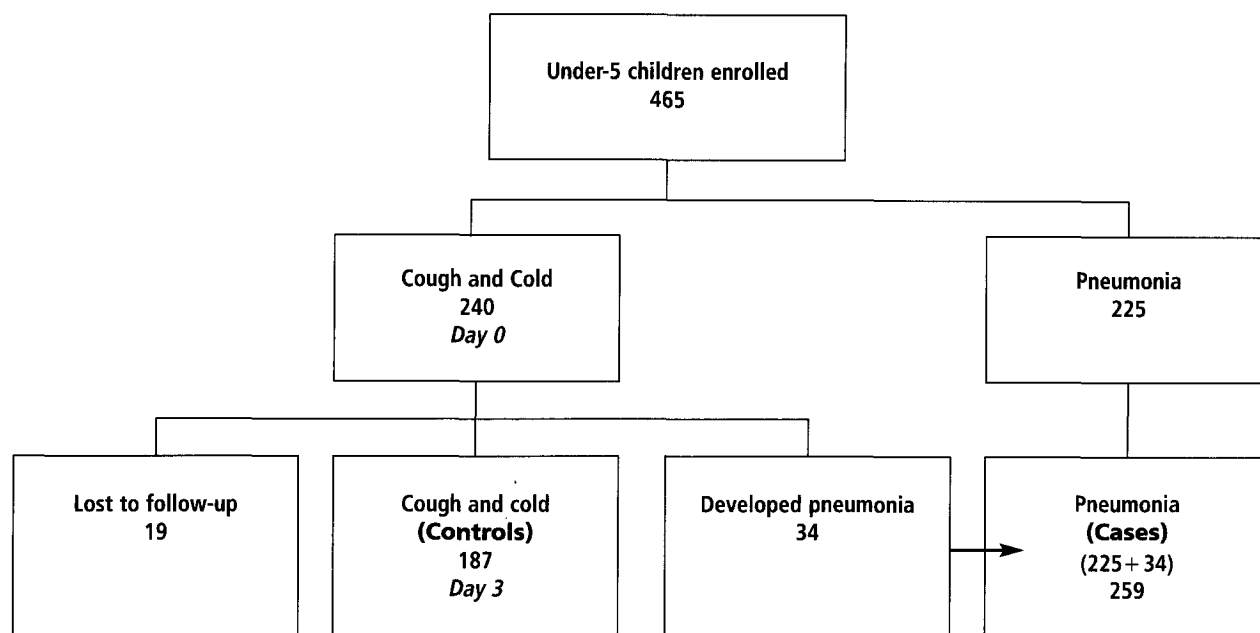 Under-5 children enrolled
465
Cough and Cold
240
Day 0
Pneumonia
225
Lost to follow-up
19
Cough and cold
(Controls)
187
Day 3
Developed pneumonia
34
Pneumonia
(Cases)
(225+34)
259